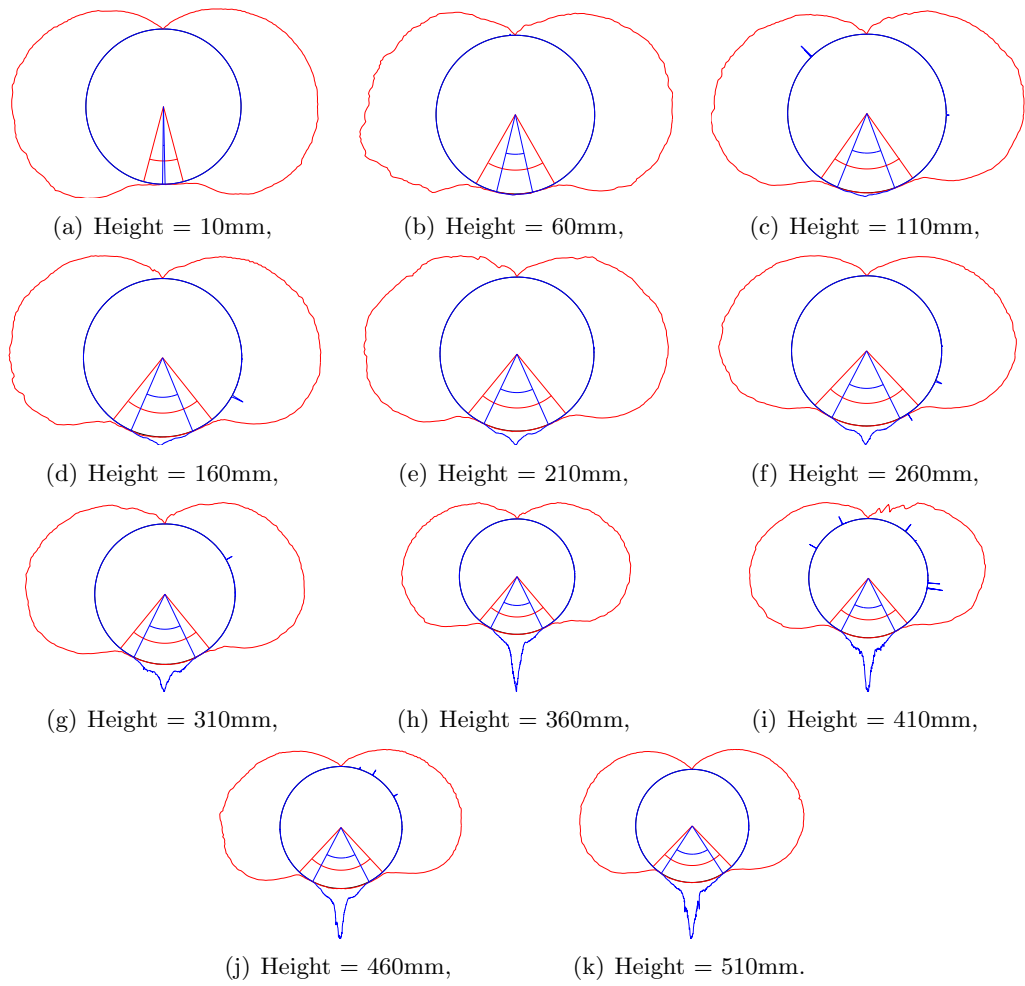 (a) Height = 10mm,
(b) Height = 60mm,
(c) Height = 110mm,
(d) Height = 160mm,
(e) Height = 210mm,
(f) Height = 260mm,
(g) Height = 310mm,
(h) Height = 360mm,
(i) Height = 410mm,
(j) Height = 460mm,
(k) Height = 510mm.